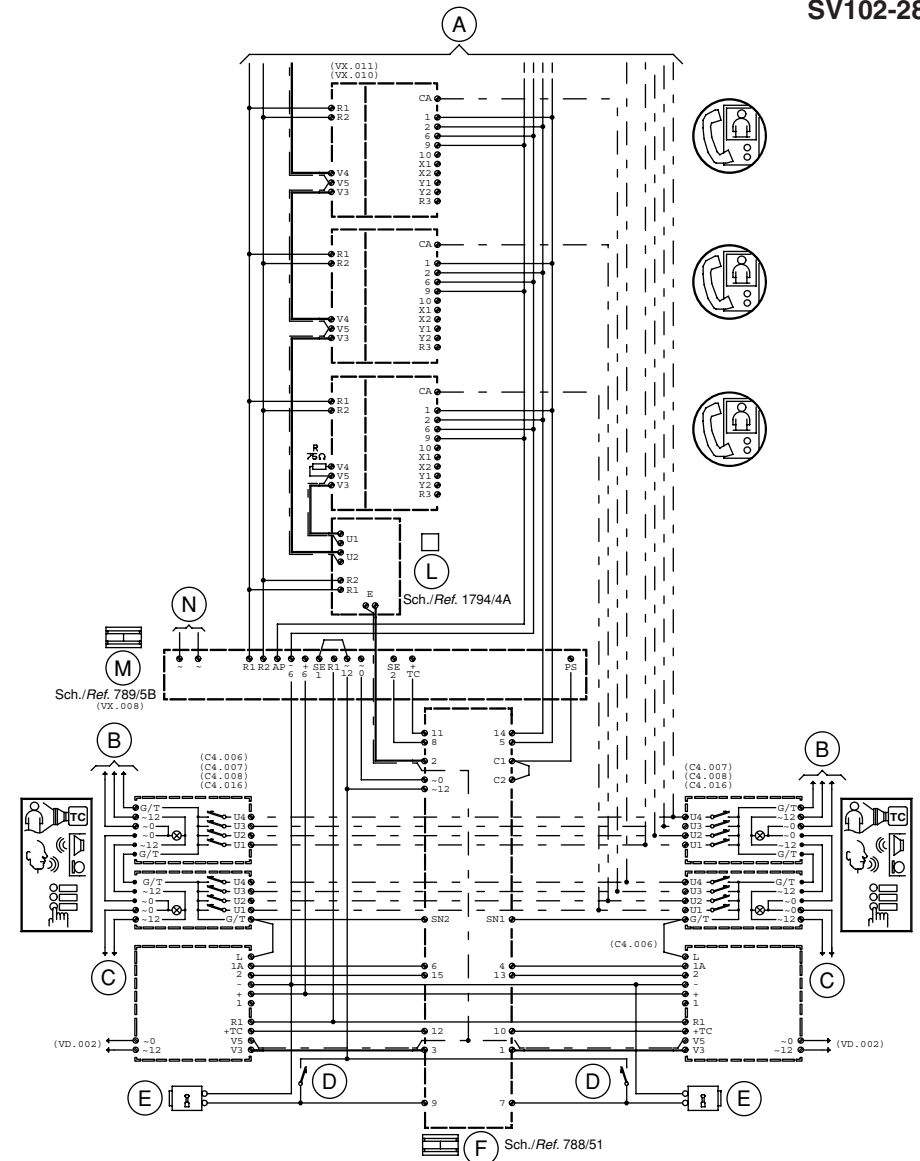 SV102-28
A
(VX.011)
(VX.010)
CA
R1
R2
1
2
6
9
10
X1
X2
Y1
Y2
R3
V4
V5
V3
CA
R1
R2
1
2
6
9
10
X1
X2
Y1
Y2
R3
V4
V5
V3
CA
R1
R2
1
2
6
9
10
X1
X2
Y1
Y2
R3
R
75Ω
V4
V5
V3
U1
U2
R2
R1
E
L
Sch./Ref. 1794/4A
N
M
Sch./Ref. 789/5B
(VX.008)
~ ~ R1 R2 AP -6 +6 SE1 R1 ~12 ~0 SE2 +TC PS
11
8
2
~0
~12
14
5
C1
C2
B
(C4.006)
(C4.007)
(C4.008)
(C4.016)
TC
G/T
~12
~0
~12
G/T
U4
U3
U2
U1
G/T
~12
~0
~0
~12
U4
U3
U2
U1
G/T
SN2
C
L
1A
2
-
+
1
R1
+TC
V5
V3
(VD.002)
~0
~12
6
15
12
3
9
D
E
B
(C4.007)
(C4.008)
(C4.016)
TC
U4
U3
U2
U1
G/T
~12
~0
~12
G/T
U4
U3
U2
U1
G/T
G/T
~12
~0
~0
~12
SN1
(C4.006)
C
L
1A
2
-
+
1
R1
+TC
V5
V3
~0
~12
(VD.002)
4
13
10
1
7
D
E
F
Sch./Ref. 788/51